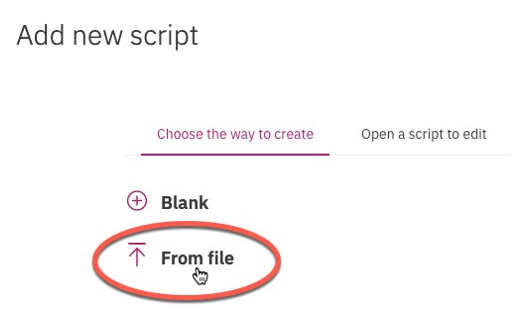 Add new script
Choose the way to create Open a script to edit
Blank
From file